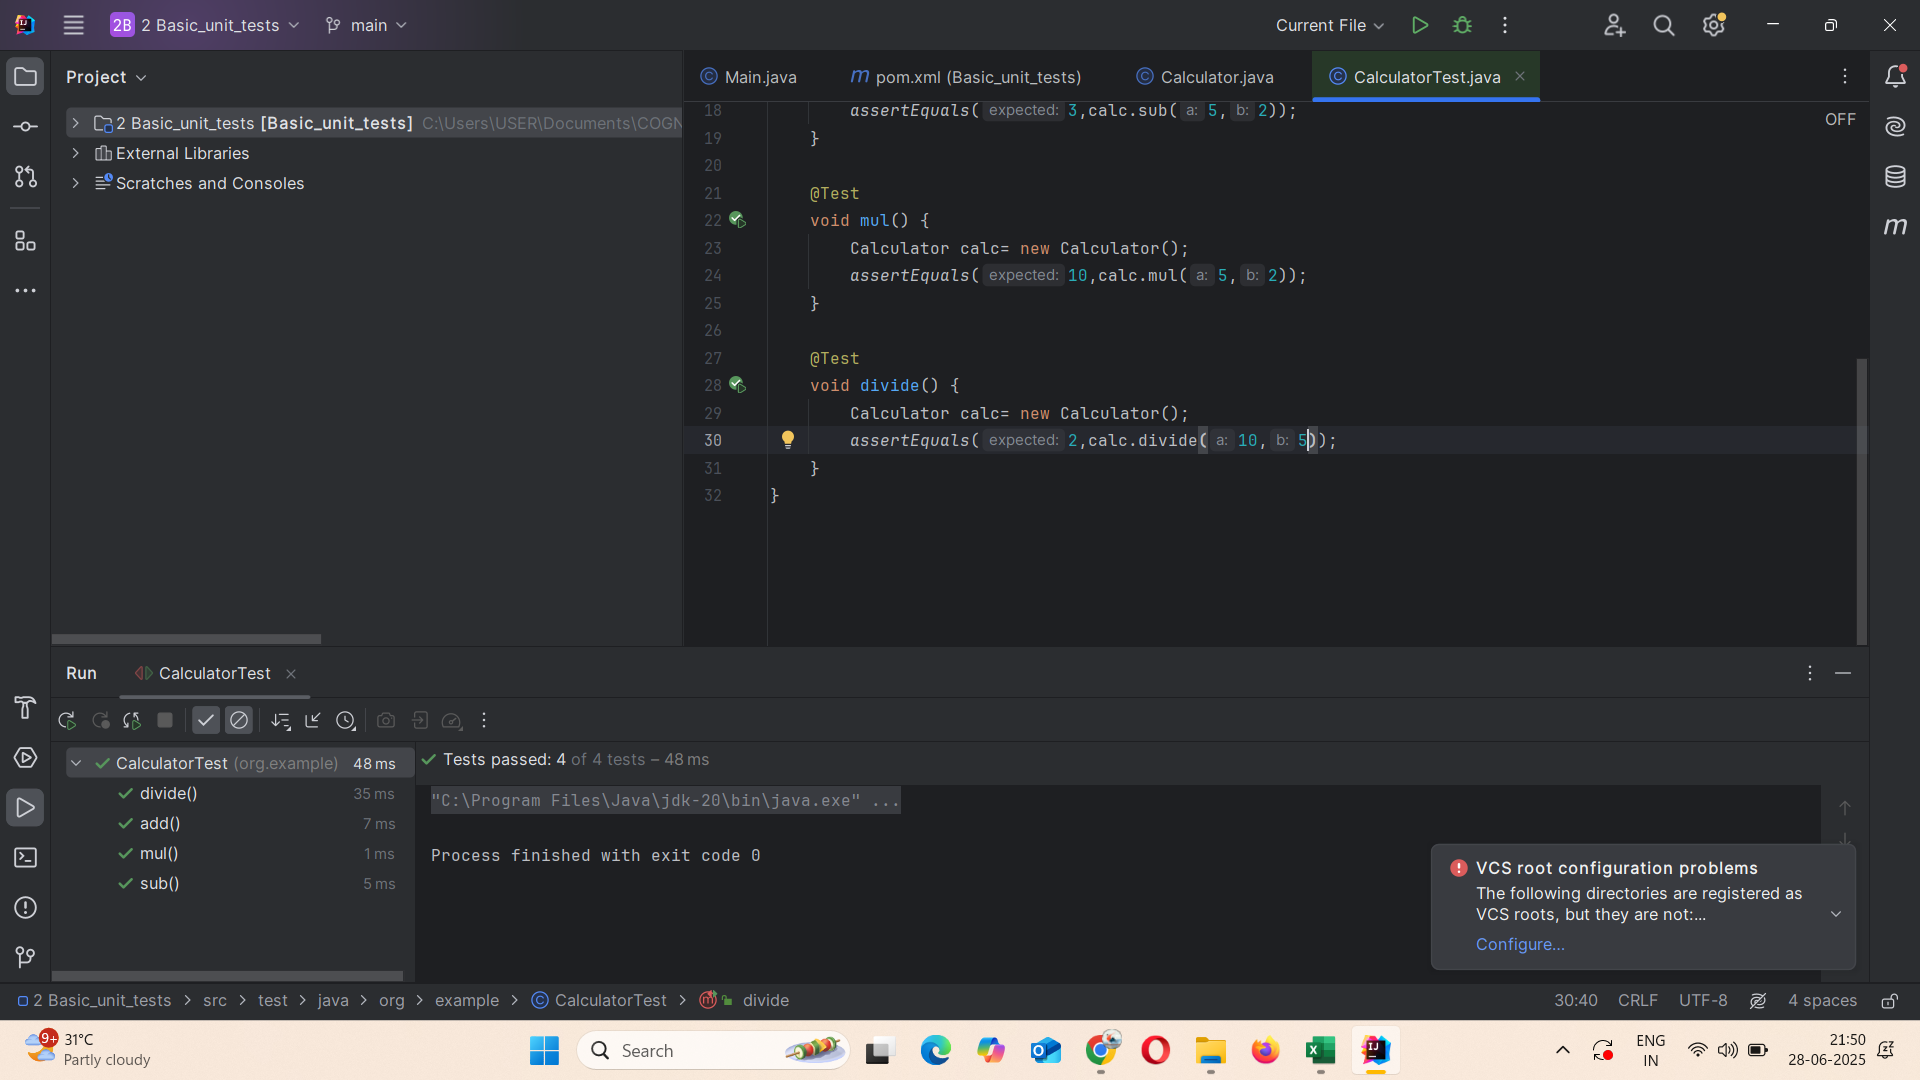 2B 2 Basic_unit_tests main Current File
Project
Main.java
m pom.xml (Basic_unit_tests)
Calculator.java
CalculatorTest.java
2 Basic_unit_tests [Basic_unit_tests] C:\Users\USER\Documents\COGN
External Libraries
Scratches and Consoles
OFF
18 assertEquals( expected: 3,calc.sub( a: 5, b: 2));
19 }
20
21 @Test
22 void mul() {
23 Calculator calc= new Calculator();
24 assertEquals( expected: 10,calc.mul( a: 5, b: 2));
25 }
26
27 @Test
28 void divide() {
29 Calculator calc= new Calculator();
30 assertEquals( expected: 2,calc.divide( a: 10, b: 5));
31 }
32 }
Run CalculatorTest
CalculatorTest (org.example) 48 ms
divide() 35 ms
add() 7 ms
mul() 1 ms
sub() 5 ms
Tests passed: 4 of 4 tests – 48 ms
"C:\Program Files\Java\jdk-20\bin\java.exe" ...
Process finished with exit code 0
VCS root configuration problems
The following directories are registered as
VCS roots, but they are not:...
Configure...
2 Basic_unit_tests > src > test > java > org > example > CalculatorTest > divide
30:40 CRLF UTF-8 4 spaces
9+ 31°C
Partly cloudy
Search
ENG
IN
21:50
28-06-2025